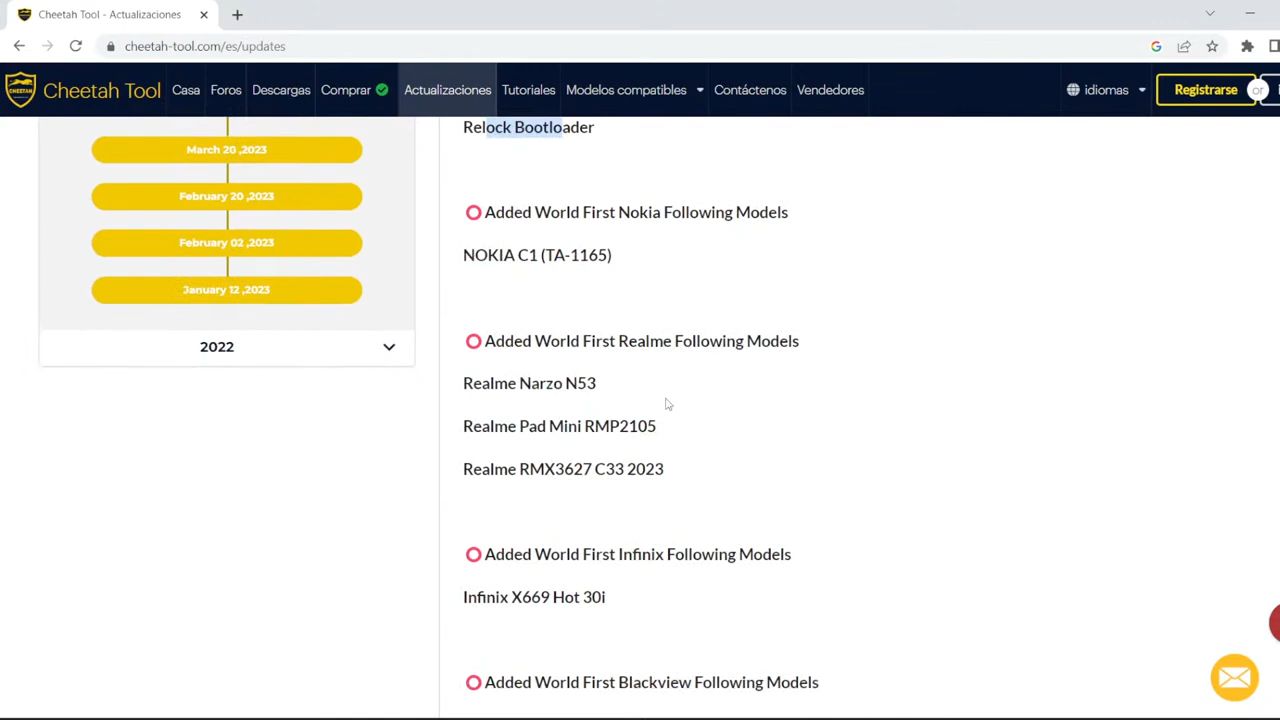 Cheetah Tool - Actualizaciones
cheetah-tool.com/es/updates
CHEETAH
Cheetah Tool
Casa
Foros
Descargas
Comprar
Actualizaciones
Tutoriales
Modelos compatibles
Contáctenos
Vendedores
idiomas
Registrarse
or
March 20 ,2023
February 20 ,2023
February 02 ,2023
January 12 ,2023
2022
Relock Bootloader
Added World First Nokia Following Models
NOKIA C1 (TA-1165)
Added World First Realme Following Models
Realme Narzo N53
Realme Pad Mini RMP2105
Realme RMX3627 C33 2023
Added World First Infinix Following Models
Infinix X669 Hot 30i
Added World First Blackview Following Models